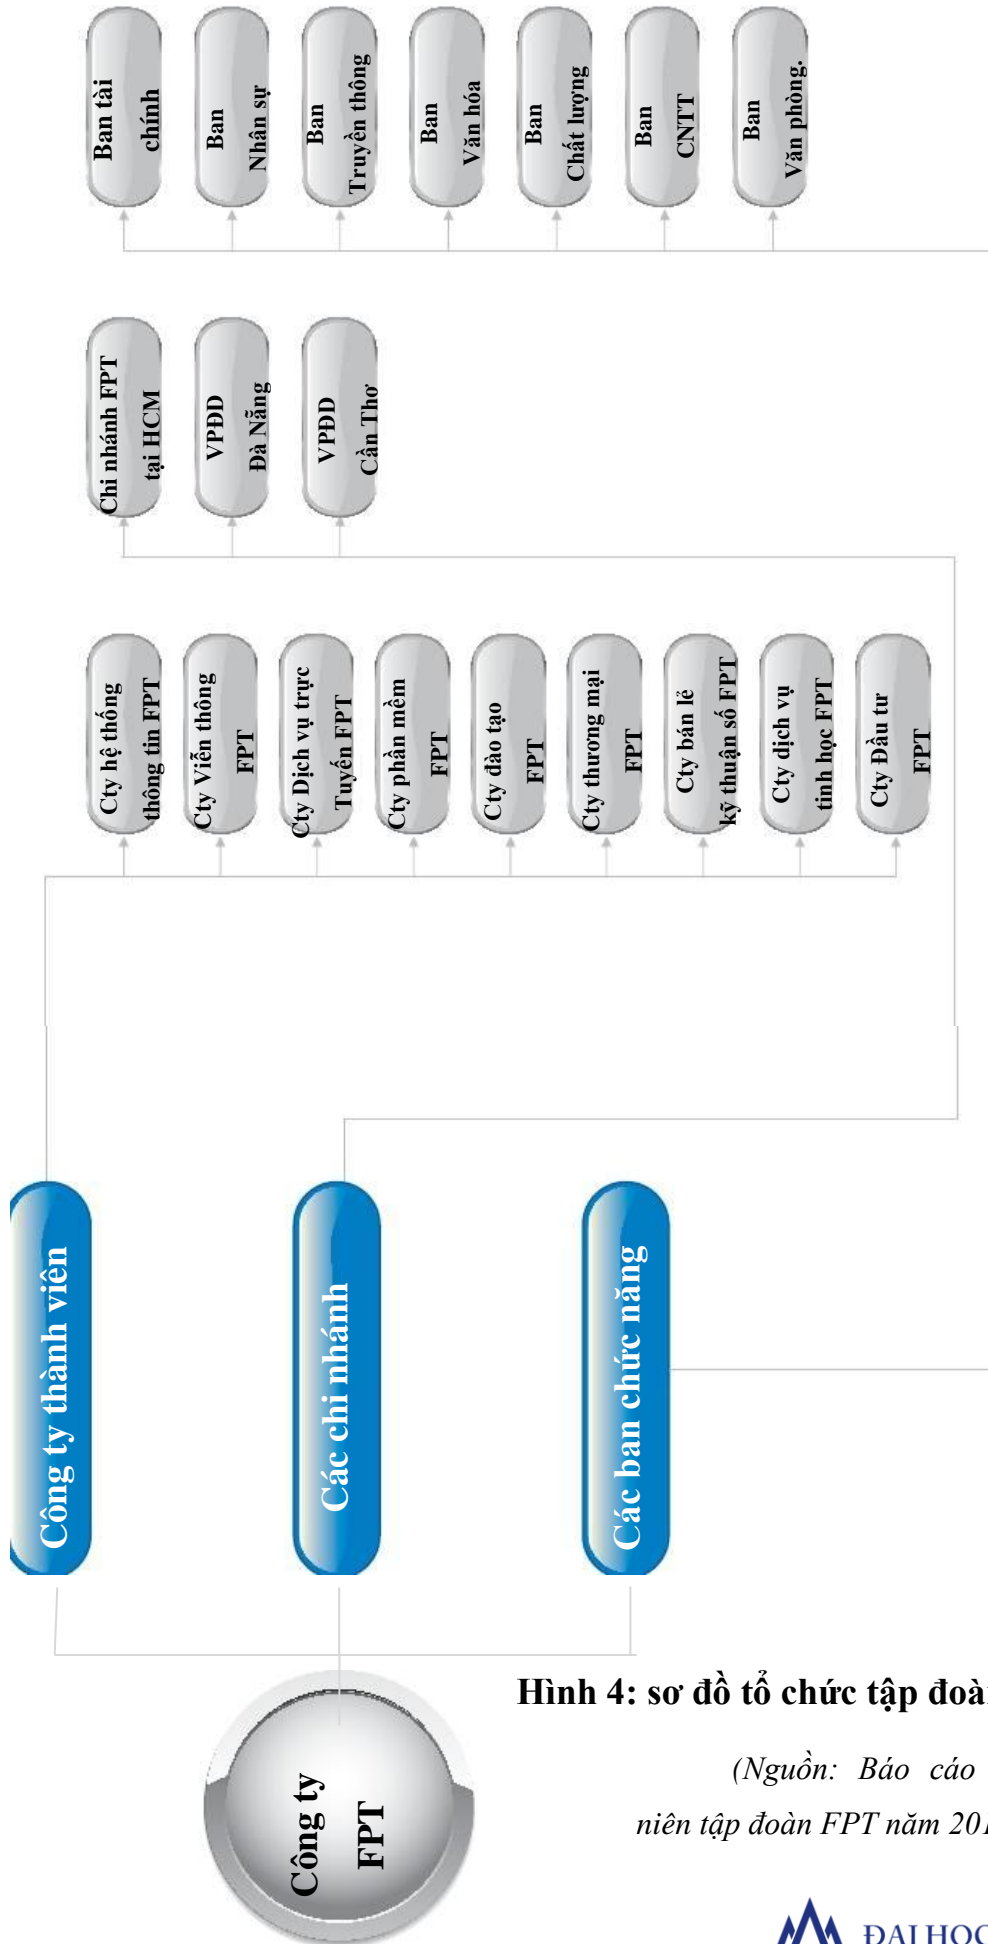 Công ty
FPT
Công ty thành viên
Các chi nhánh
Các ban chức năng
Cty hệ thống
thông tin FPT
Cty Viễn thông
FPT
Cty Dịch vụ trực
Tuyến FPT
Cty phần mềm
FPT
Cty đào tạo
FPT
Cty thương mại
FPT
Cty bán lẻ
kỹ thuận số FPT
Cty dịch vụ
tinh học FPT
Cty Đầu tư
FPT
Chi nhánh FPT
tại HCM
VPĐD
Đà Nẵng
VPĐD
Cần Thơ
Ban tài
chính
Ban
Nhân sự
Ban
Truyền thông
Ban
Văn hóa
Ban
Chất lượng
Ban
CNTT
Ban
Văn phòng.
Hình 4: sơ đồ tổ chức tập đoàn
(Nguồn: Báo cáo
niên tập đoàn FPT năm 201
ĐẠI HỌC